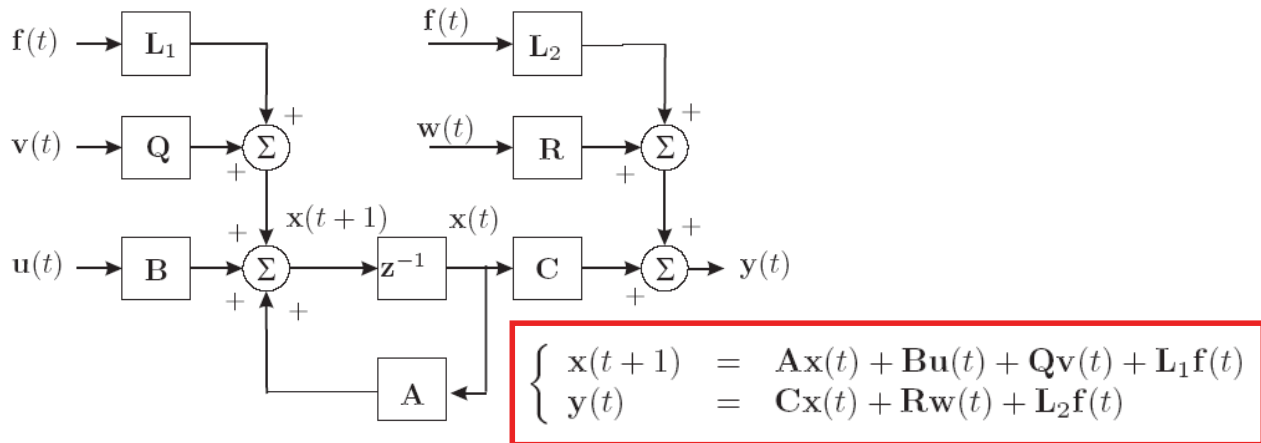 f(t) L₁ + f(t) L₂ +
v(t) Q Σ + w(t) R Σ +
x(t + 1) x(t)
u(t) B + Σ + + z⁻¹ C + Σ + y(t)
A
{ x(t + 1) = Ax(t) + Bu(t) + Qv(t) + L₁f(t)
y(t) = Cx(t) + Rw(t) + L₂f(t)